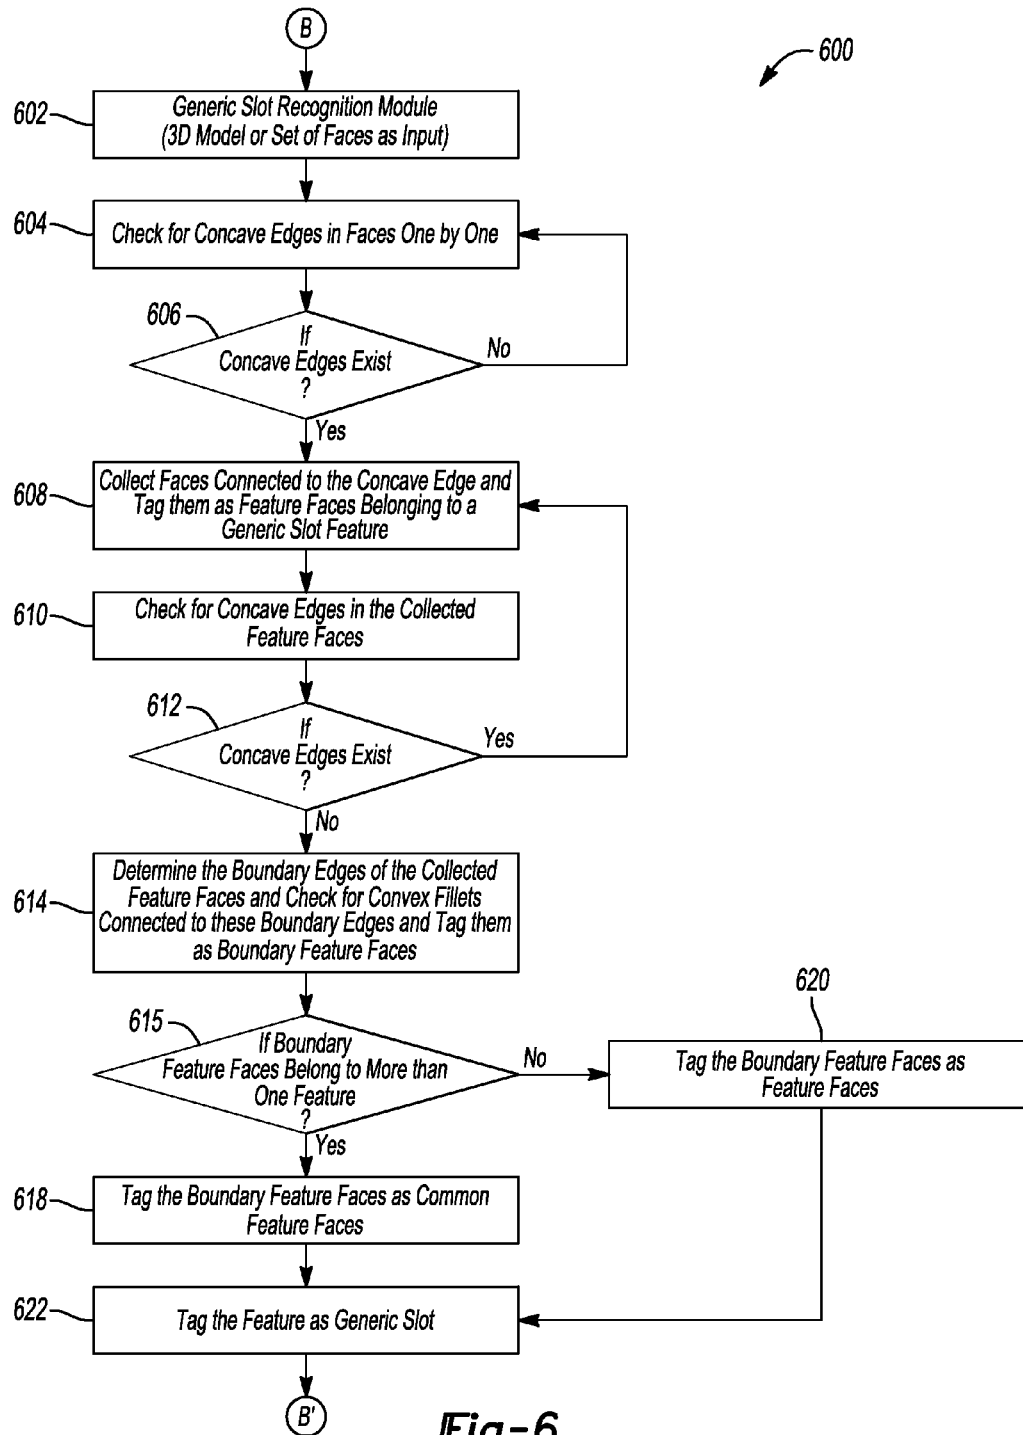 B
600
602
Generic Slot Recognition Module
(3D Model or Set of Faces as Input)
604
Check for Concave Edges in Faces One by One
606
If
Concave Edges Exist
?
No
Yes
608
Collect Faces Connected to the Concave Edge and
Tag them as Feature Faces Belonging to a
Generic Slot Feature
610
Check for Concave Edges in the Collected
Feature Faces
612
If
Concave Edges Exist
?
Yes
No
614
Determine the Boundary Edges of the Collected
Feature Faces and Check for Convex Fillets
Connected to these Boundary Edges and Tag them
as Boundary Feature Faces
615
If Boundary
Feature Faces Belong to More than
One Feature
?
No
Yes
620
Tag the Boundary Feature Faces as
Feature Faces
618
Tag the Boundary Feature Faces as Common
Feature Faces
622
Tag the Feature as Generic Slot
B'
Fig-6